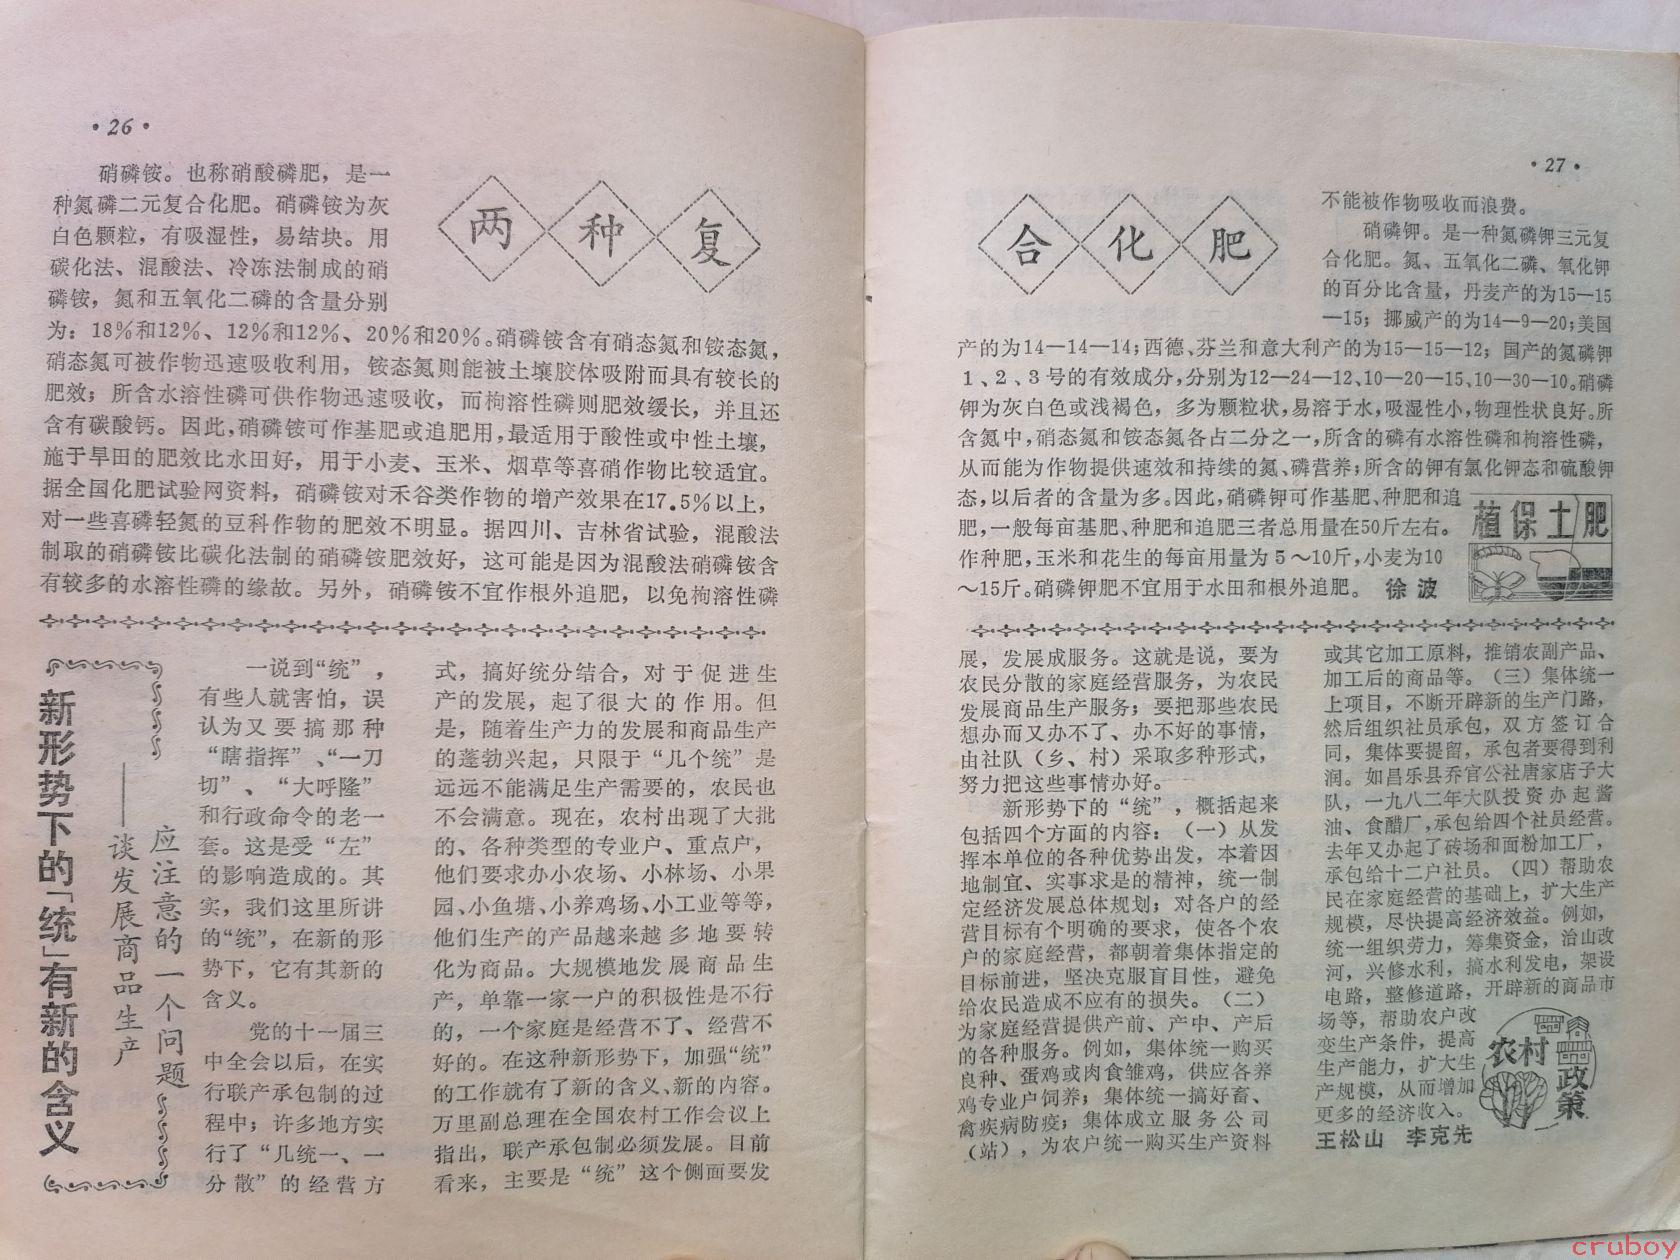 ·26·
两种复
硝磷铵。也称硝酸磷肥，是一
种氮磷二元复合化肥。硝磷铵为灰
白色颗粒，有吸湿性，易结块。用
碳化法、混酸法、冷冻法制成的硝
磷铵，氮和五氧化二磷的含量分别
为：18%和12%、12%和12%、20%和20%。硝磷铵含有硝态氮和铵态氮，
硝态氮可被作物迅速吸收利用，铵态氮则能被土壤胶体吸附而具有较长的
肥效；所含水溶性磷可供作物迅速吸收，而枸溶性磷则肥效缓长，并且还
含有碳酸钙。因此，硝磷铵可作基肥或追肥用，最适用于酸性或中性土壤，
施于旱田的肥效比水田好，用于小麦、玉米、烟草等喜硝作物比较适宜。
据全国化肥试验网资料，硝磷铵对禾谷类作物的增产效果在17.5%以上，
对一些喜磷轻氮的豆科作物的肥效不明显。据四川、吉林省试验，混酸法
制取的硝磷铵比碳化法制的硝磷铵肥效好，这可能是因为混酸法硝磷铵含
有较多的水溶性磷的缘故。另外，硝磷铵不宜作根外追肥，以免枸溶性磷
新形势下的「统」有新的含义
——谈发展商品生产
应注意的一个问题
一说到“统”，
有些人就害怕，误
认为又要搞那种
“瞎指挥”、“一刀
切”、“大呼隆”
和行政命令的老一
套。这是受“左”
的影响造成的。其
实，我们这里所讲
的“统”，在新的形
势下，它有其新的
含义。
党的十一届三
中全会以后，在实
行联产承包制的过
程中；许多地方实
行了“几统一、一
分散”的经营方
式，搞好统分结合，对于促进生
产的发展，起了很大的作用。但
是，随着生产力的发展和商品生产
的蓬勃兴起，只限于“几个统”是
远远不能满足生产需要的，农民也
不会满意。现在，农村出现了大批
的、各种类型的专业户、重点户，
他们要求办小农场、小林场、小果
园、小鱼塘、小养鸡场、小工业等等，
他们生产的产品越来越多地要转
化为商品。大规模地发展商品生
产，单靠一家一户的积极性是不行
的，一个家庭是经营不了、经营不
好的。在这种新形势下，加强“统”
的工作就有了新的含义、新的内容。
万里副总理在全国农村工作会议上
指出，联产承包制必须发展。目前
看来，主要是“统”这个侧面要发
·27·
合化肥
不能被作物吸收而浪费。
硝磷钾。是一种氮磷钾三元复
合化肥。氮、五氧化二磷、氧化钾
的百分比含量，丹麦产的为15—15
—15；挪威产的为14—9—20；美国
产的为14—14—14；西德、芬兰和意大利产的为15—15—12；国产的氮磷钾
1、2、3号的有效成分，分别为12—24—12、10—20—15、10—30—10。硝磷
钾为灰白色或浅褐色，多为颗粒状，易溶于水，吸湿性小，物理性状良好。所
含氮中，硝态氮和铵态氮各占二分之一，所含的磷有水溶性磷和枸溶性磷，
从而能为作物提供速效和持续的氮、磷营养；所含的钾有氯化钾态和硫酸钾
态，以后者的含量为多。因此，硝磷钾可作基肥、种肥和追
肥，一般每亩基肥、种肥和追肥三者总用量在50斤左右。
作种肥，玉米和花生的每亩用量为5～10斤，小麦为10
～15斤。硝磷钾肥不宜用于水田和根外追肥。 徐波
植保土肥
展，发展成服务。这就是说，要为
农民分散的家庭经营服务，为农民
发展商品生产服务；要把那些农民
想办而又办不了、办不好的事情，
由社队（乡、村）采取多种形式，
努力把这些事情办好。
新形势下的“统”，概括起来
包括四个方面的内容：（一）从发
挥本单位的各种优势出发，本着因
地制宜、实事求是的精神，统一制
定经济发展总体规划；对各户的经
营目标有个明确的要求，使各个农
户的家庭经营，都朝着集体指定的
目标前进，坚决克服盲目性，避免
给农民造成不应有的损失。（二）
为家庭经营提供产前、产中、产后
的各种服务。例如，集体统一购买
良种、蛋鸡或肉食雏鸡，供应各养
鸡专业户饲养；集体统一搞好畜、
禽疾病防疫；集体成立服务公司
（站），为农户统一购买生产资料
或其它加工原料，推销农副产品、
加工后的商品等。（三）集体统一
上项目，不断开辟新的生产门路，
然后组织社员承包，双方签订合
同，集体要提留，承包者要得到利
润。如昌乐县乔官公社唐家店子大
队，一九八二年大队投资办起酱
油、食醋厂，承包给四个社员经营。
去年又办起了砖场和面粉加工厂，
承包给十二户社员。（四）帮助农
民在家庭经营的基础上，扩大生产
规模，尽快提高经济效益。例如，
统一组织劳力，筹集资金，治山改
河，兴修水利，搞水利发电，架设
电路，整修道路，开辟新的商品市
场等，帮助农户改
变生产条件，提高
生产能力，扩大生
产规模，从而增加
更多的经济收入。
王松山 李克先
农村政策
cruboy